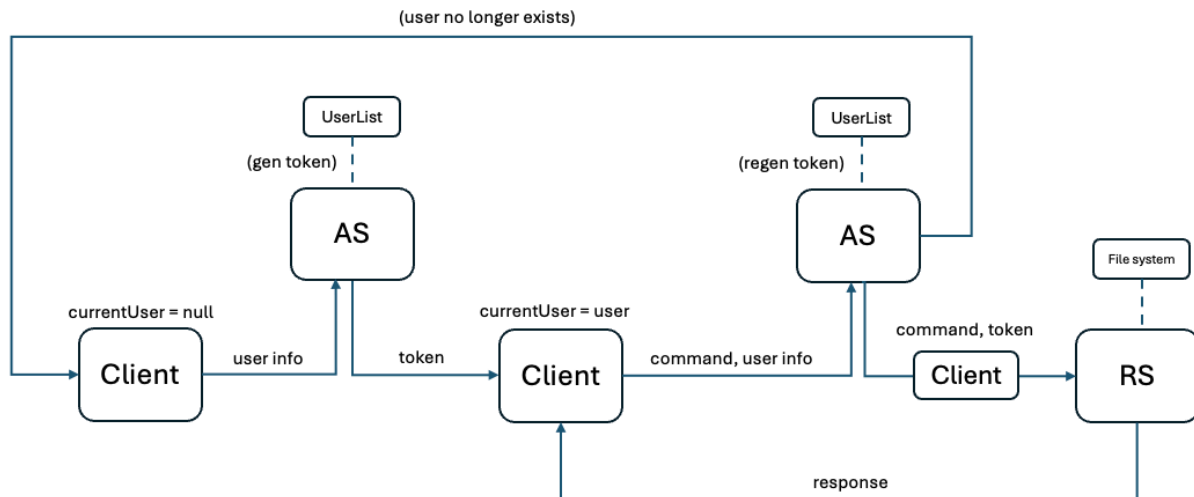 (user no longer exists)
UserList
UserList
(gen token)
(regen token)
AS
AS
File system
currentUser = null
currentUser = user
command, token
user info
token
command, user info
Client
Client
Client
RS
response